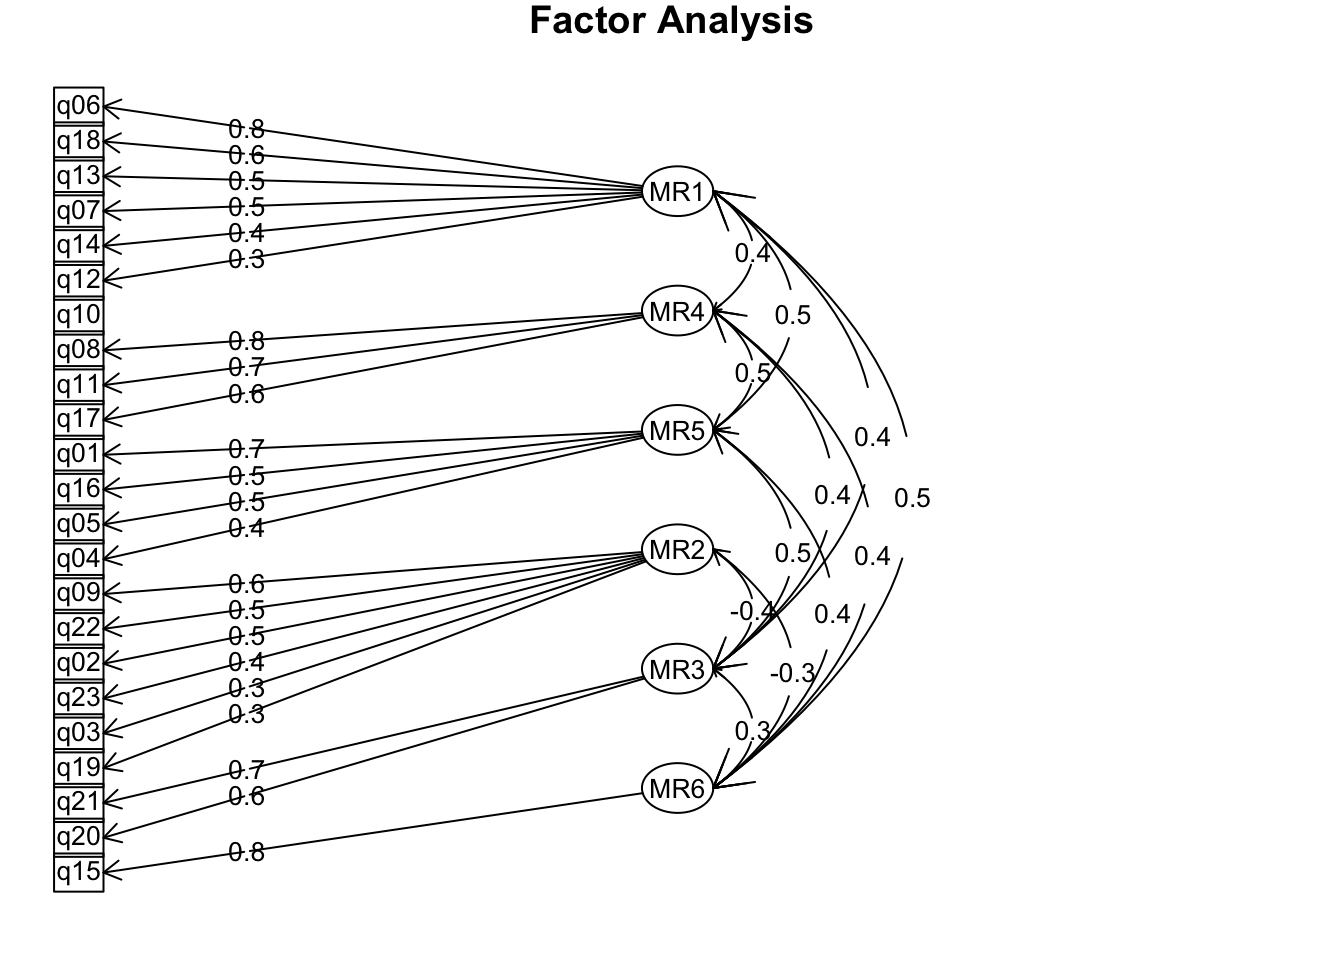 Factor Analysis
q06
q18
q13
q07
q14
q12
q10
q08
q11
q17
q01
q16
q05
q04
q09
q22
q02
q23
q03
q19
q21
q20
q15
0.8
0.6
0.5
0.5
0.4
0.3
0.8
0.7
0.6
0.7
0.5
0.5
0.4
0.6
0.5
0.5
0.4
0.3
0.3
0.7
0.6
0.8
MR1
MR4
MR5
MR2
MR3
MR6
0.4
0.5
0.5
0.4
0.4
0.5
0.5
0.4
-0.4
0.4
-0.3
0.3